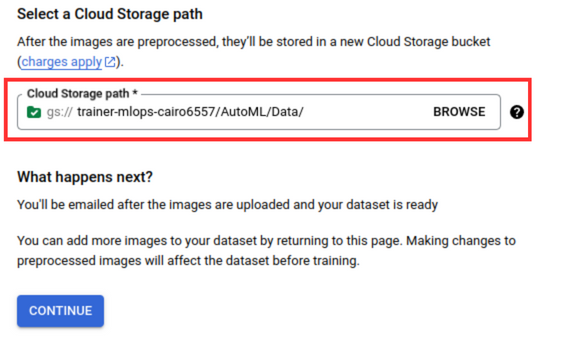 Select a Cloud Storage path
After the images are preprocessed, they'll be stored in a new Cloud Storage bucket
(charges apply).
Cloud Storage path *
gs:// trainer-mlops-cairo6557/AutoML/Data/ BROWSE ?
What happens next?
You'll be emailed after the images are uploaded and your dataset is ready
You can add more images to your dataset by returning to this page. Making changes to
preprocessed images will affect the dataset before training.
CONTINUE